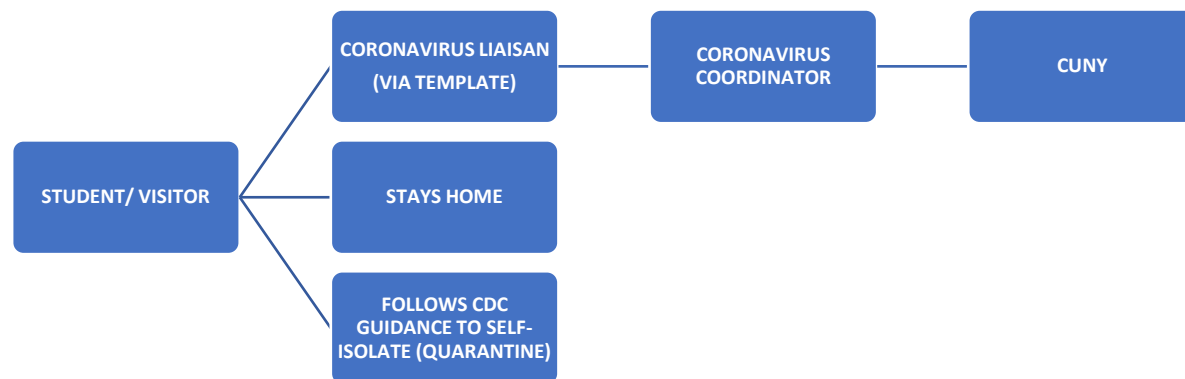 CORONAVIRUS LIAISAN
(VIA TEMPLATE)
CORONAVIRUS
COORDINATOR
CUNY
STUDENT/ VISITOR
STAYS HOME
FOLLOWS CDC
GUIDANCE TO SELF-
ISOLATE (QUARANTINE)